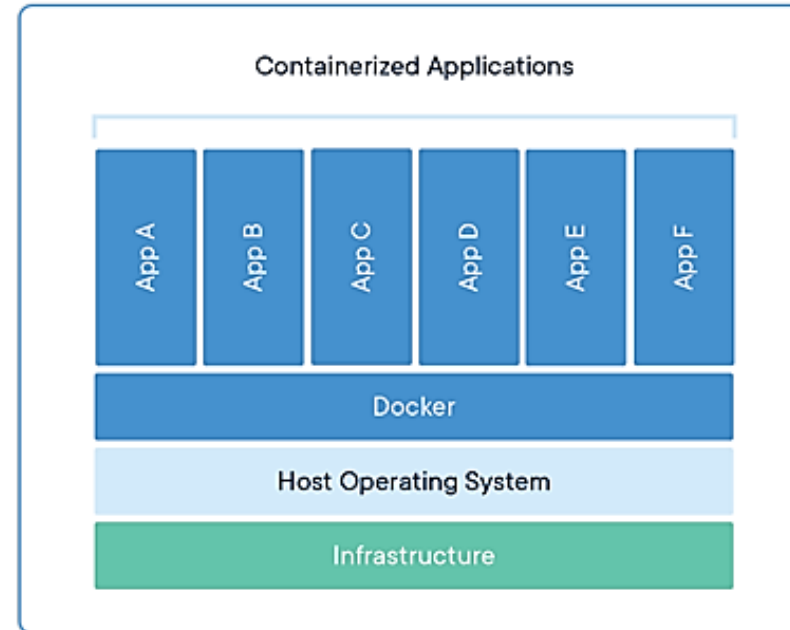 Containerized Applications
App A
App B
App C
App D
App E
App F
Docker
Host Operating System
Infrastructure